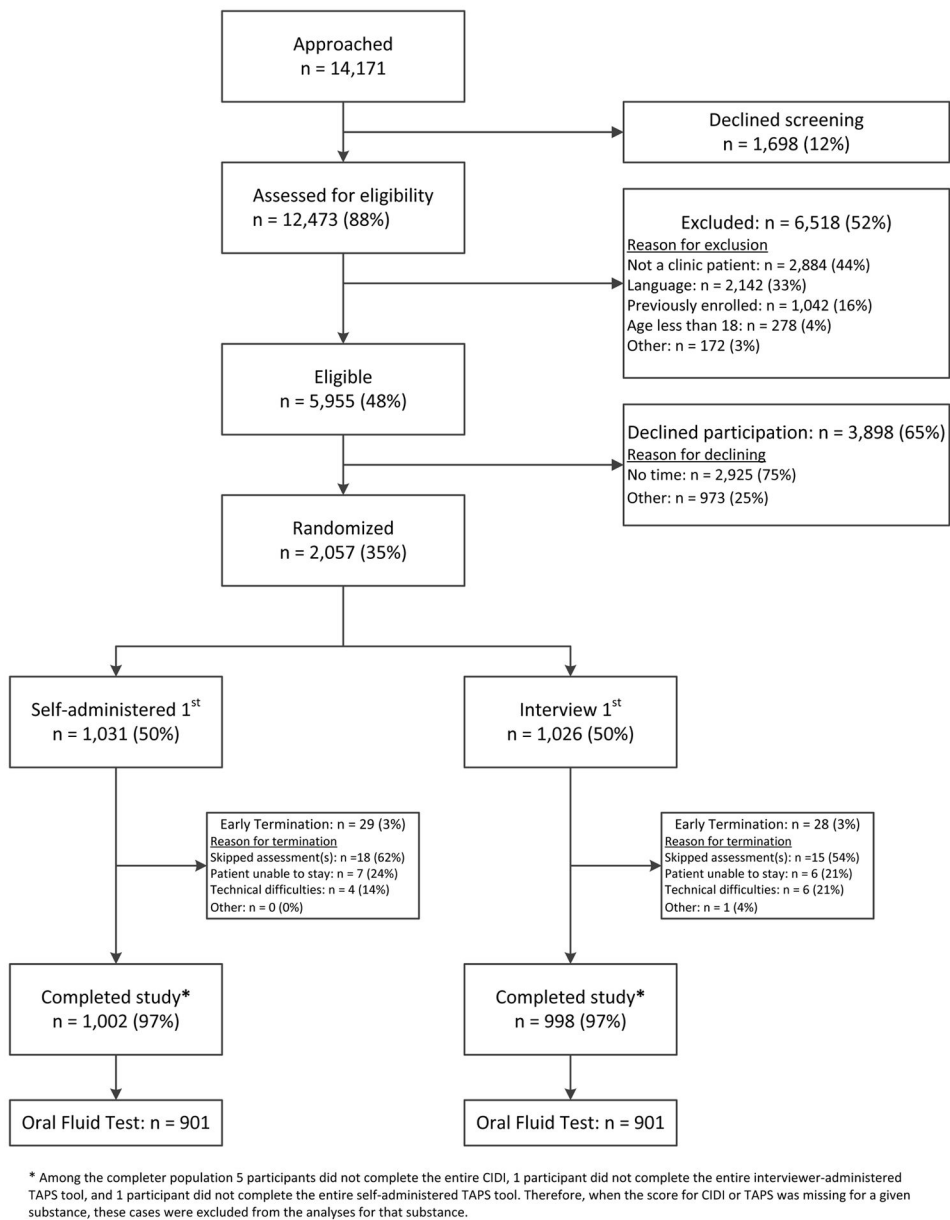 Approached
n = 14,171
Declined screening
n = 1,698 (12%)
Assessed for eligibility
n = 12,473 (88%)
Excluded: n = 6,518 (52%)
Reason for exclusion
Not a clinic patient: n = 2,884 (44%)
Language: n = 2,142 (33%)
Previously enrolled: n = 1,042 (16%)
Age less than 18: n = 278 (4%)
Other: n = 172 (3%)
Eligible
n = 5,955 (48%)
Declined participation: n = 3,898 (65%)
Reason for declining
No time: n = 2,925 (75%)
Other: n = 973 (25%)
Randomized
n = 2,057 (35%)
Self-administered 1st
n = 1,031 (50%)
Interview 1st
n = 1,026 (50%)
Early Termination: n = 29 (3%)
Reason for termination
Skipped assessment(s): n =18 (62%)
Patient unable to stay: n = 7 (24%)
Technical difficulties: n = 4 (14%)
Other: n = 0 (0%)
Early Termination: n = 28 (3%)
Reason for termination
Skipped assessment(s): n =15 (54%)
Patient unable to stay: n = 6 (21%)
Technical difficulties: n = 6 (21%)
Other: n = 1 (4%)
Completed study*
n = 1,002 (97%)
Completed study*
n = 998 (97%)
Oral Fluid Test: n = 901
Oral Fluid Test: n = 901
* Among the completer population 5 participants did not complete the entire CIDI, 1 participant did not complete the entire interviewer-administered
TAPS tool, and 1 participant did not complete the entire self-administered TAPS tool. Therefore, when the score for CIDI or TAPS was missing for a given
substance, these cases were excluded from the analyses for that substance.